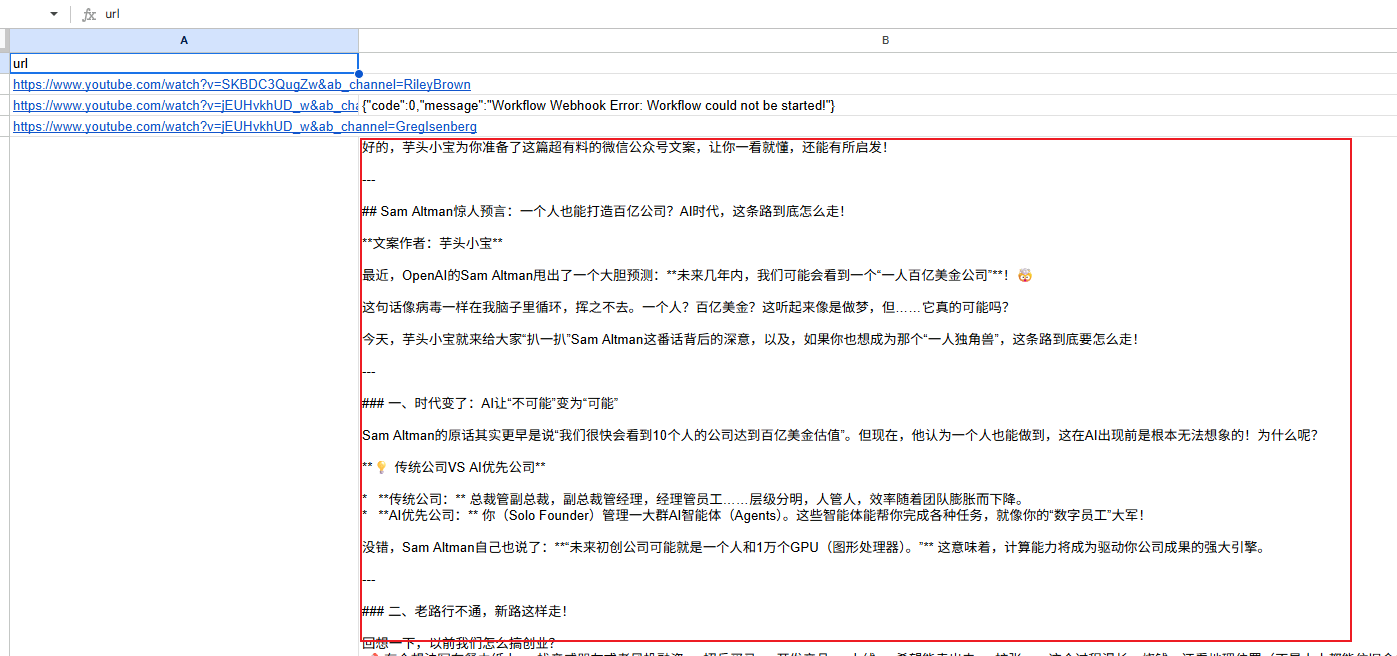 url
A
B
url
https://www.youtube.com/watch?v=SKBDC3QugZw&ab_channel=RileyBrown
https://www.youtube.com/watch?v=jEUHvkhUD_w&ab_cha {"code":0,"message":"Workflow Webhook Error: Workflow could not be started!"}
https://www.youtube.com/watch?v=jEUHvkhUD_w&ab_channel=GregIsenberg
好的，芋头小宝为你准备了这篇超有料的微信公众号文案，让你一看就懂，还能有所启发！
---
## Sam Altman惊人预言：一个人也能打造百亿公司？AI时代，这条路到底怎么走！
**文案作者：芋头小宝**
最近，OpenAI的Sam Altman甩出了一个大胆预测：**未来几年内，我们可能会看到一个“一人百亿美金公司”**！🤯
这句话像病毒一样在我脑子里循环，挥之不去。一个人？百亿美金？这听起来像是做梦，但……它真的可能吗？
今天，芋头小宝就来给大家“扒一扒”Sam Altman这番话背后的深意，以及，如果你也想成为那个“一人独角兽”，这条路到底要怎么走！
---
### 一、时代变了：AI让“不可能”变为“可能”
Sam Altman的原话其实更早是说“我们很快会看到10个人的公司达到百亿美金估值”。但现在，他认为一个人也能做到，这在AI出现前是根本无法想象的！为什么呢？
**💡 传统公司VS AI优先公司**
* **传统公司：** 总裁管副总裁，副总裁管经理，经理管员工……层级分明，人管人，效率随着团队膨胀而下降。
* **AI优先公司：** 你（Solo Founder）管理一大群AI智能体（Agents）。这些智能体能帮你完成各种任务，就像你的“数字员工”大军！
没错，Sam Altman自己也说了：**“未来初创公司可能就是一个人和1万个GPU（图形处理器）。”** 这意味着，计算能力将成为驱动你公司成果的强大引擎。
---
### 二、老路行不通，新路这样走！
回想一下，以前我们怎么搞创业？